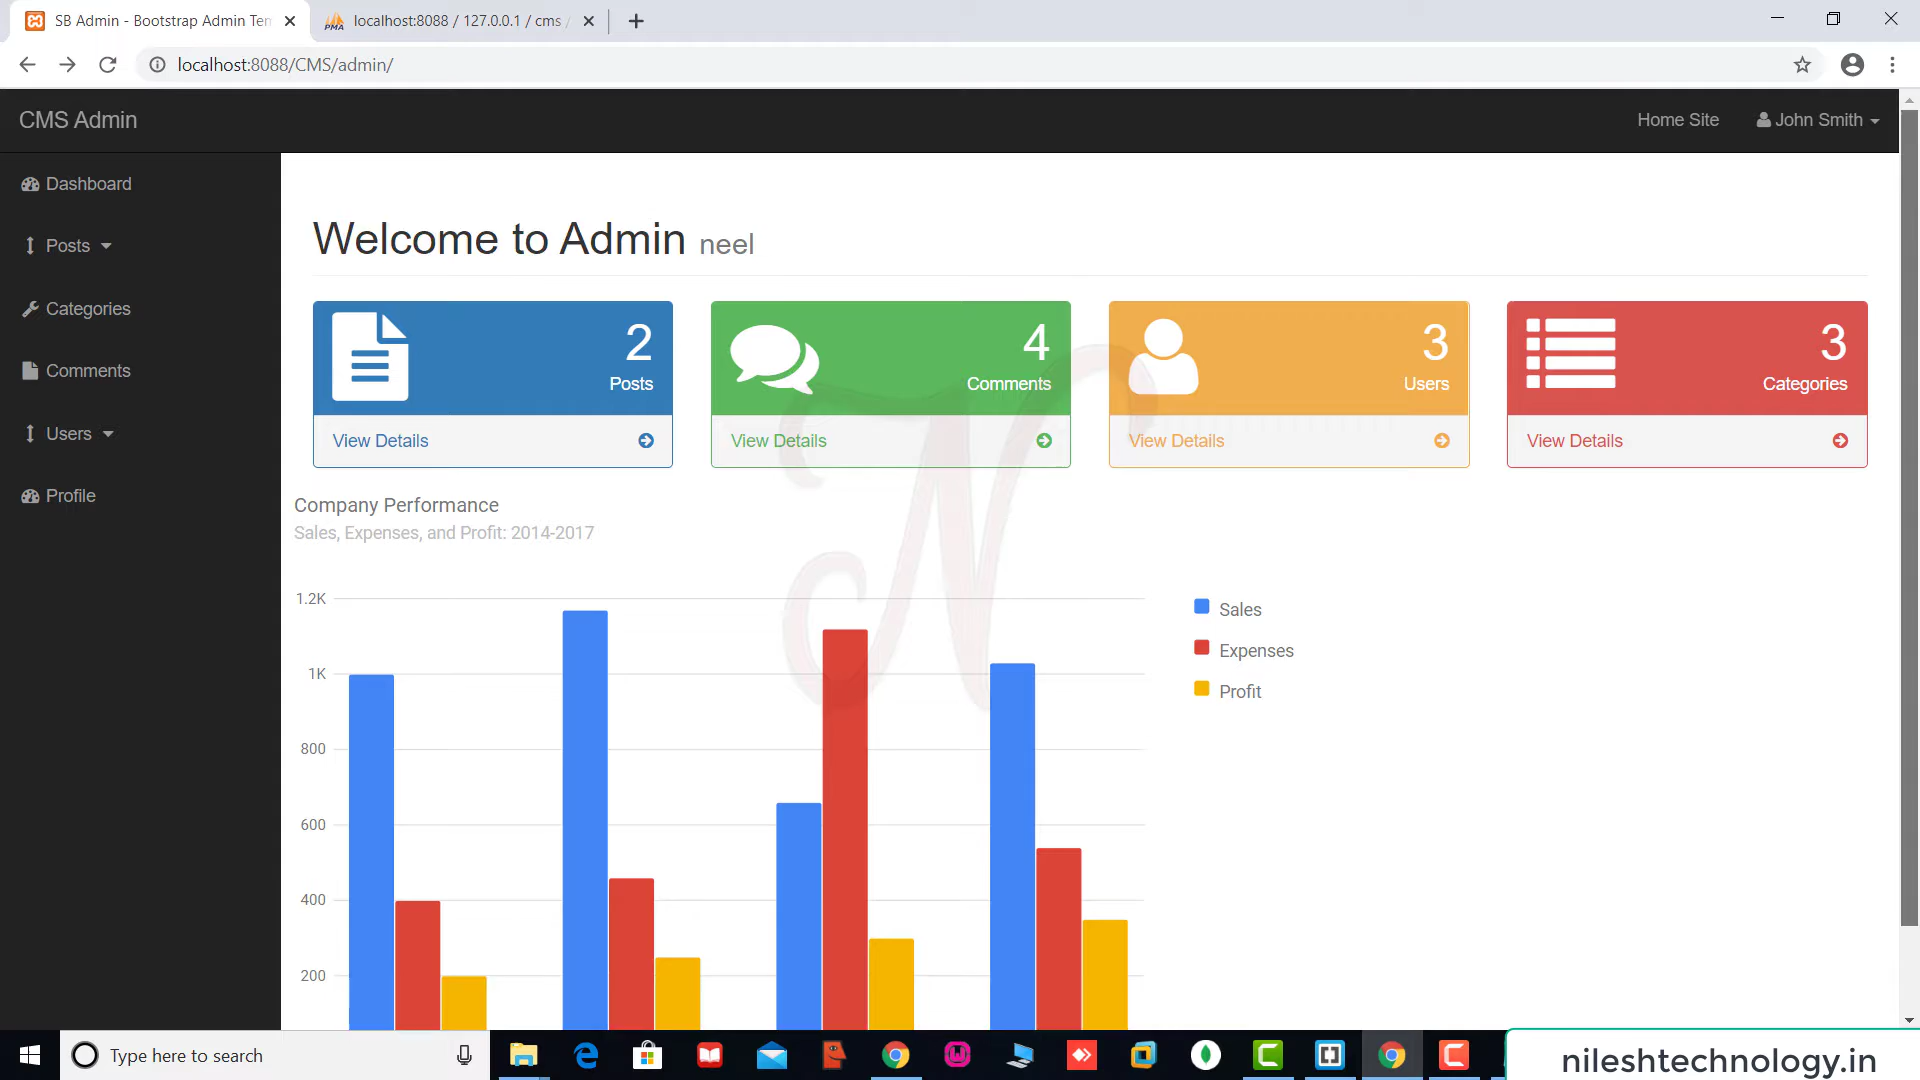 SB Admin - Bootstrap Admin Ten
localhost:8088 / 127.0.0.1 / cms /
localhost:8088/CMS/admin/
CMS Admin
Home Site
John Smith
Dashboard
Posts
Categories
Comments
Users
Profile
Welcome to Admin neel
2
Posts
View Details
4
Comments
View Details
3
Users
View Details
3
Categories
View Details
Company Performance
Sales, Expenses, and Profit: 2014-2017
1.2K
1K
800
600
400
200
Sales
Expenses
Profit
N
Type here to search
nileshtechnology.in